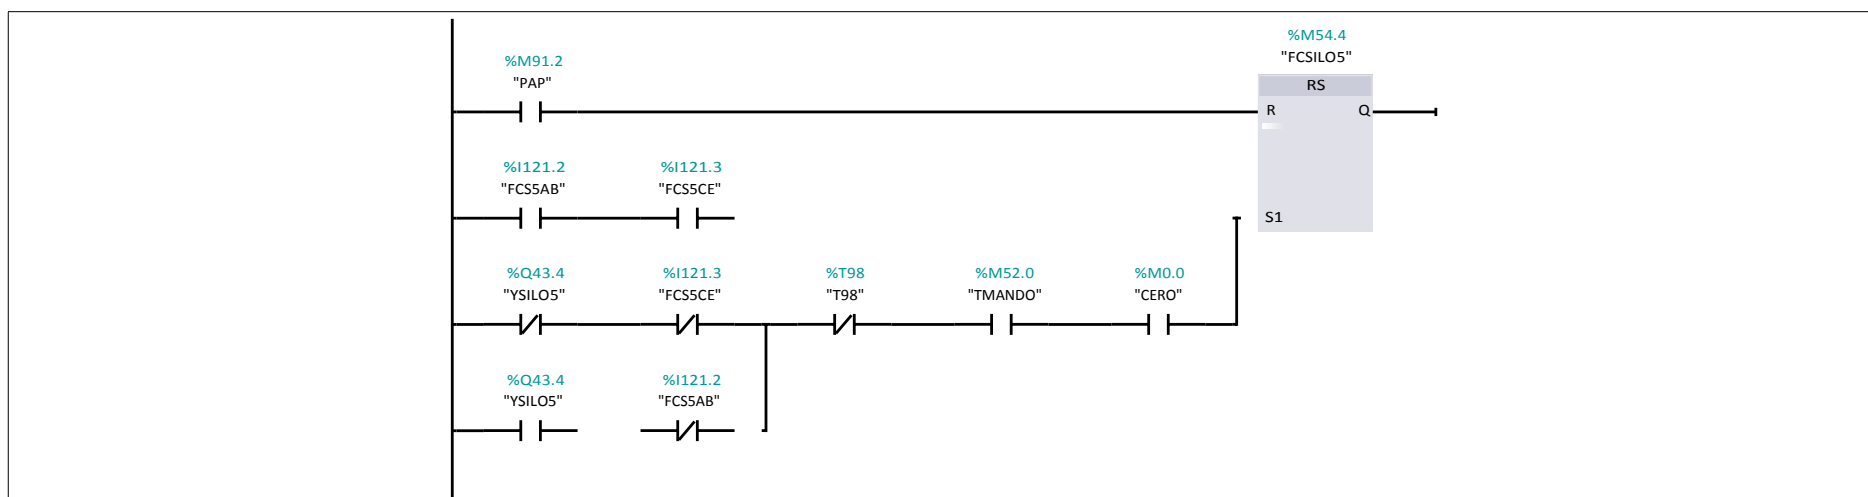 %M54.4
"FCSILO5"
%M91.2
"PAP"
RS
R Q
%I121.2 %I121.3
"FCS5AB" "FCS5CE"
S1
%Q43.4 %I121.3 %T98 %M52.0 %M0.0
"YSILO5" "FCS5CE" "T98" "TMANDO" "CERO"
%Q43.4 %I121.2
"YSILO5" "FCS5AB"